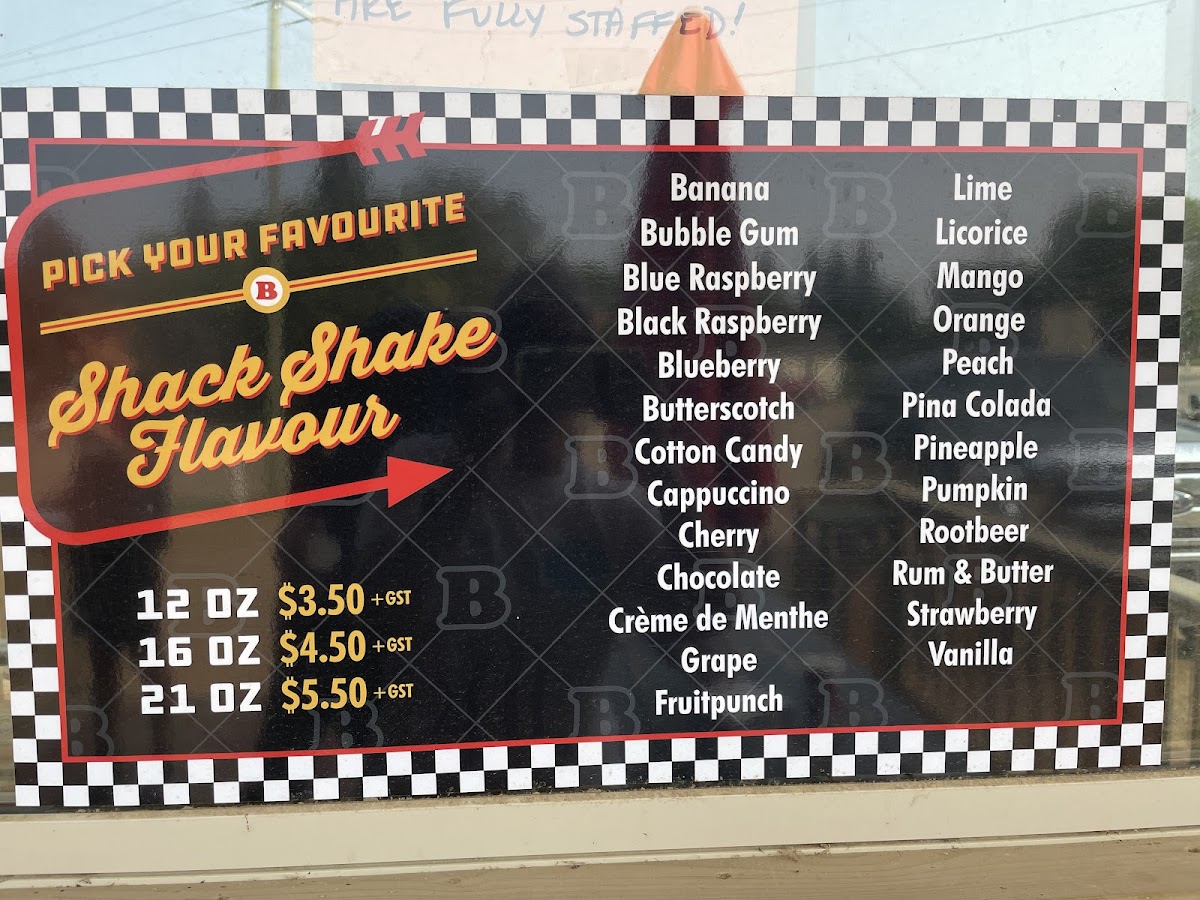 ARE FULLY STAFFED!
PICK YOUR FAVOURITE
B
Shack Shake
Flavour
12 OZ $3.50 +GST
16 OZ $4.50 +GST
21 OZ $5.50 +GST
Banana
Bubble Gum
Blue Raspberry
Black Raspberry
Blueberry
Butterscotch
Cotton Candy
Cappuccino
Cherry
Chocolate
Crème de Menthe
Grape
Fruitpunch
Lime
Licorice
Mango
Orange
Peach
Pina Colada
Pineapple
Pumpkin
Rootbeer
Rum & Butter
Strawberry
Vanilla